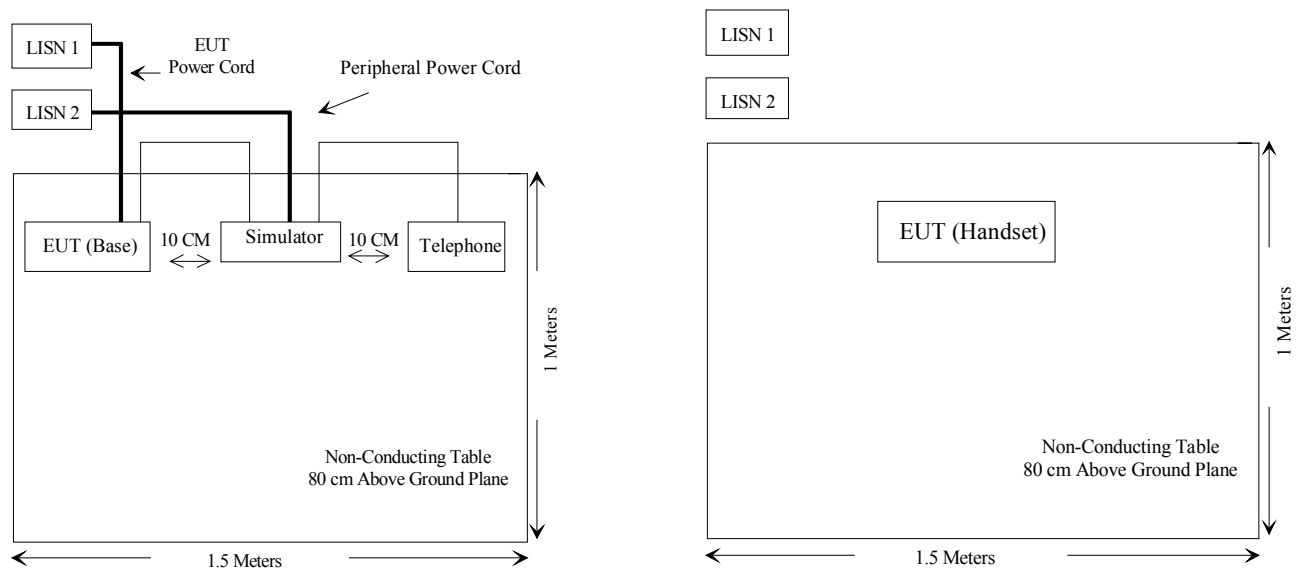 LISN 1
EUT
Power Cord
Peripheral Power Cord
LISN 2
EUT (Base)
10 CM
Simulator
10 CM
Telephone
1 Meters
Non-Conducting Table
80 cm Above Ground Plane
1.5 Meters
LISN 1
LISN 2
EUT (Handset)
1 Meters
Non-Conducting Table
80 cm Above Ground Plane
1.5 Meters